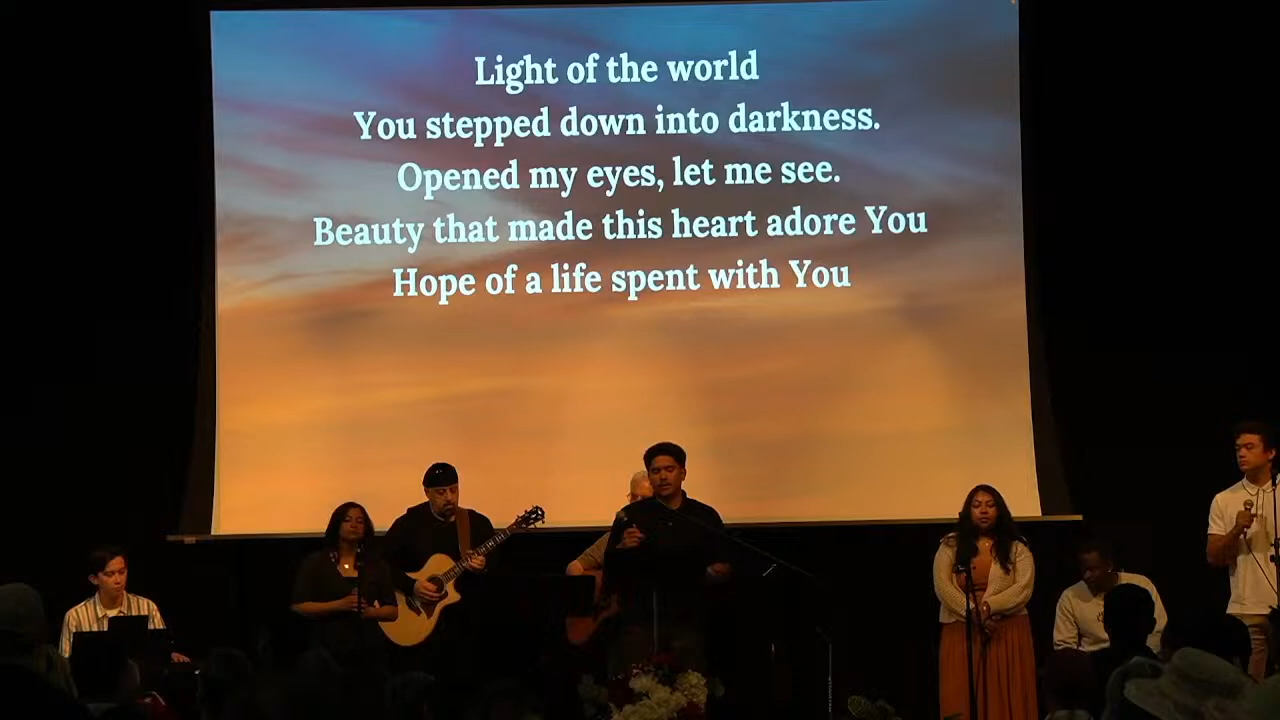 Light of the world
You stepped down into darkness.
Opened my eyes, let me see.
Beauty that made this heart adore You
Hope of a life spent with You